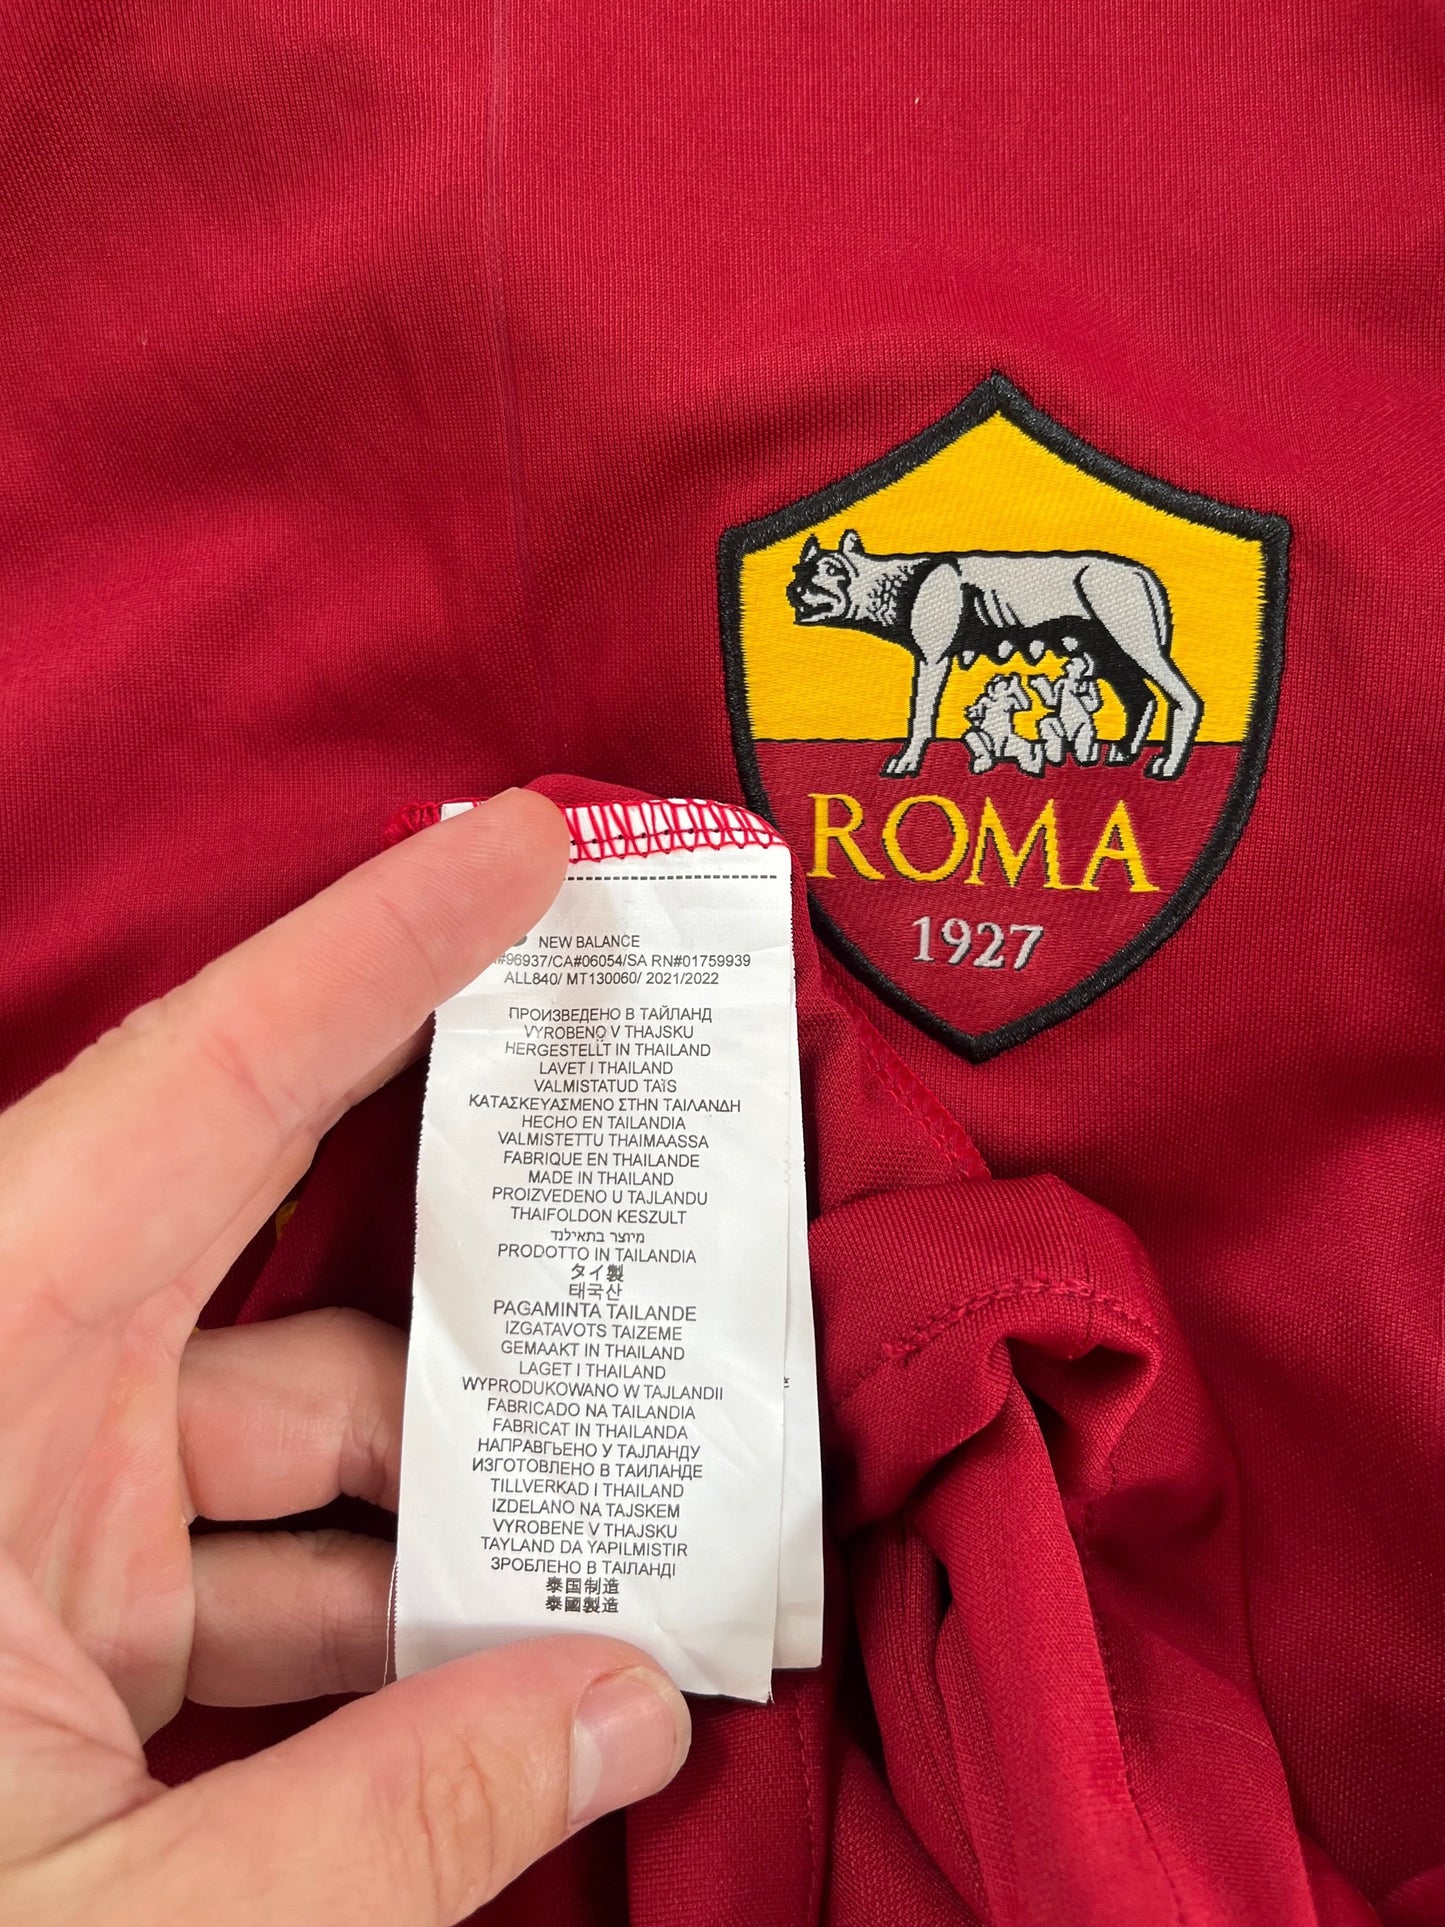 ROMA
1927
NEW BALANCE
#96937/CA#06054/SA RN#01759939
ALL840/ MT130060/ 2021/2022
ПРОИЗВЕДЕНО В ТАЙЛАНД
VYROBENO V THAJSKU
HERGESTELLT IN THAILAND
LAVET I THAILAND
VALMISTATUD TAIS
ΚΑΤΑΣΚΕΥΑΣΜΕΝΟ ΣΤΗΝ ΤΑΙΛΑΝΔΗ
HECHO EN TAILANDIA
VALMISTETTU THAIMAASSA
FABRIQUE EN THAILANDE
MADE IN THAILAND
PROIZVEDENO U TAJLANDU
THAIFOLDON KESZULT
מיוצר בתאילנד
PRODOTTO IN TAILANDIA
タイ製
태국산
PAGAMINTA TAILANDE
IZGATAVOTS TAIZEME
GEMAAKT IN THAILAND
LAGET I THAILAND
WYPRODUKOWANO W TAJLANDII
FABRICADO NA TAILANDIA
FABRICAT IN THAILANDA
НАПРАВГЬЕНО У ТАЈЛАНДУ
ИЗГОТОВЛЕНО В ТАИЛАНДЕ
TILLVERKAD I THAILAND
IZDELANO NA TAJSKEM
VYROBENE V THAJSKU
TAYLAND DA YAPILMISTIR
ЗРОБЛЕНО В ТАІЛАНДІ
泰国制造
泰國製造